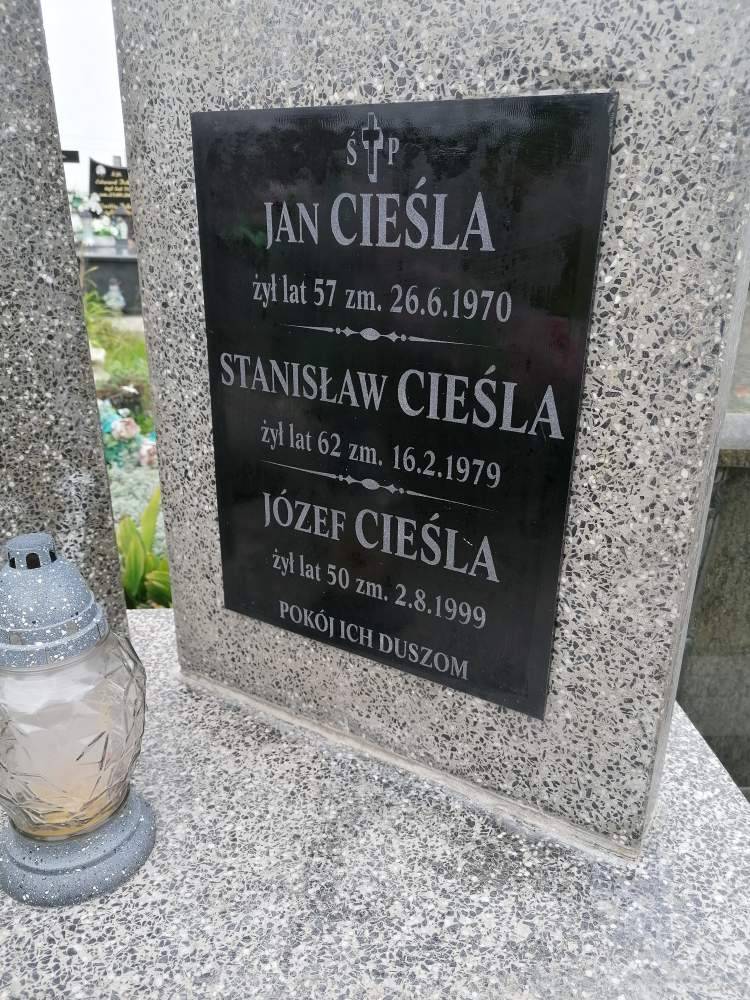 Ś P
JAN CIEŚLA
żył lat 57 zm. 26.6.1970
STANISŁAW CIEŚLA
żył lat 62 zm. 16.2.1979
JÓZEF CIEŚLA
żył lat 50 zm. 2.8.1999
POKÓJ ICH DUSZOM